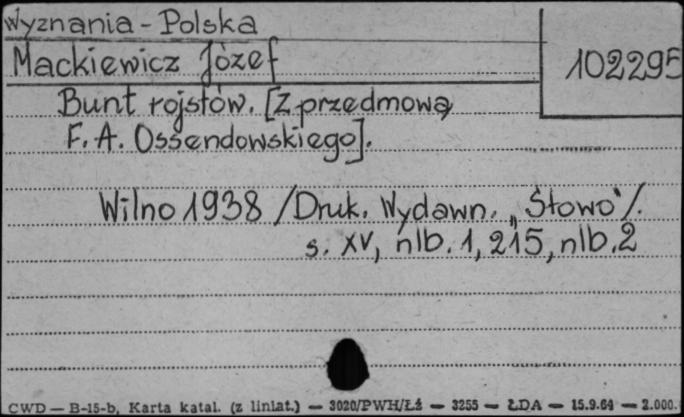 Wyznania - Polska
Mackiewicz Józef
102295
Bunt rojstów. [Z przedmową
F. A. Ossendowskiego].
Wilno 1938 /Druk. Wydawn. „Słowo"/.
s. XV, nlb. 1, 215, nlb. 2
CWD — B-15-b, Karta katal. (z liniat.) — 3020/PWH/Łź — 3255 — ŁDA — 15.9.64 — 2.000.